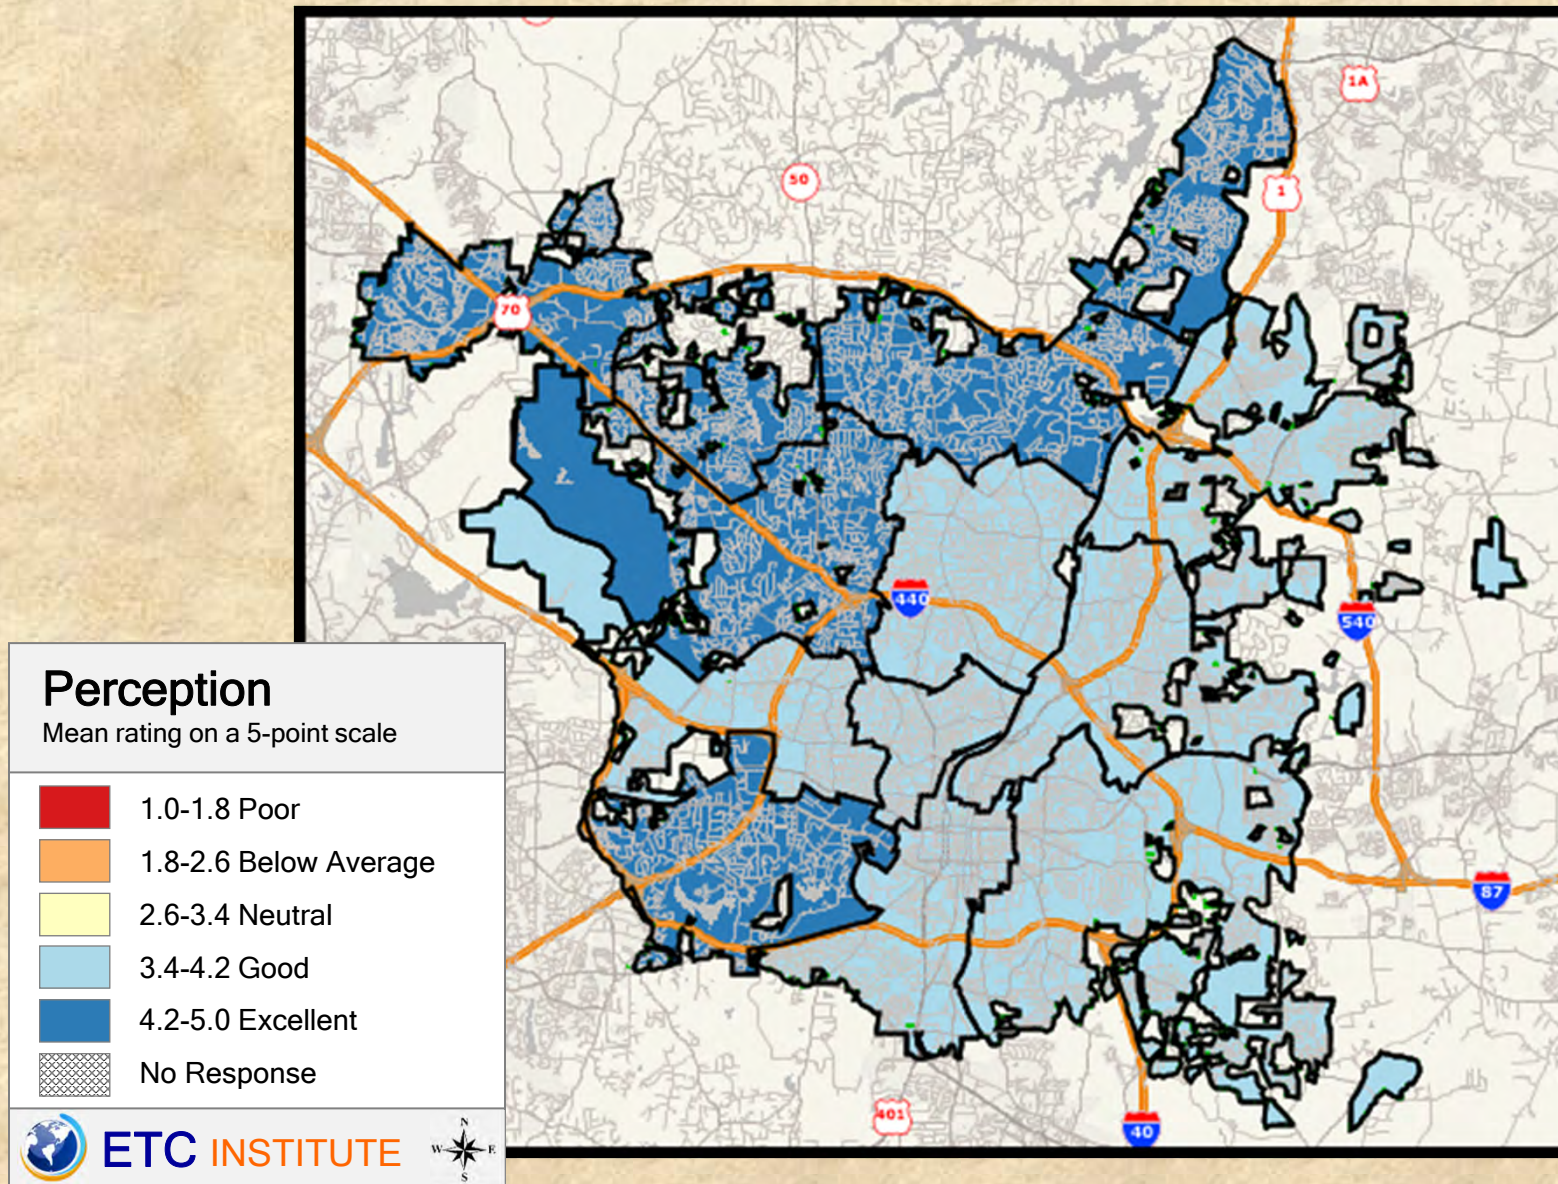 1A
50
1
70
440
540
Perception
Mean rating on a 5-point scale
1.0-1.8 Poor
1.8-2.6 Below Average
2.6-3.4 Neutral
3.4-4.2 Good
4.2-5.0 Excellent
No Response
87
401
40
ETC INSTITUTE
N
W E
S